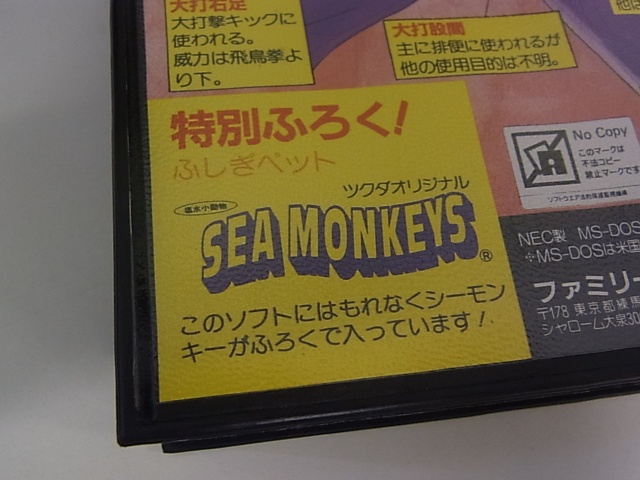 大打右足
大打撃キックに
使われる。
威力は飛鳥拳よ
り下。
大打股間
主に排便に使われるが
他の使用目的は不明。
特別ふろく!
ふしぎペット
ツクダオリジナル
塩水小動物
SEA MONKEYS®
このソフトにはもれなくシーモン
キーがふろくで入っています!
No Copy
このマークは
不法コピー
禁止マークです
NEC製 MS-DOS
※MS-DOSは米国
ファミリー
〒178 東京都練馬
シャローム大泉30